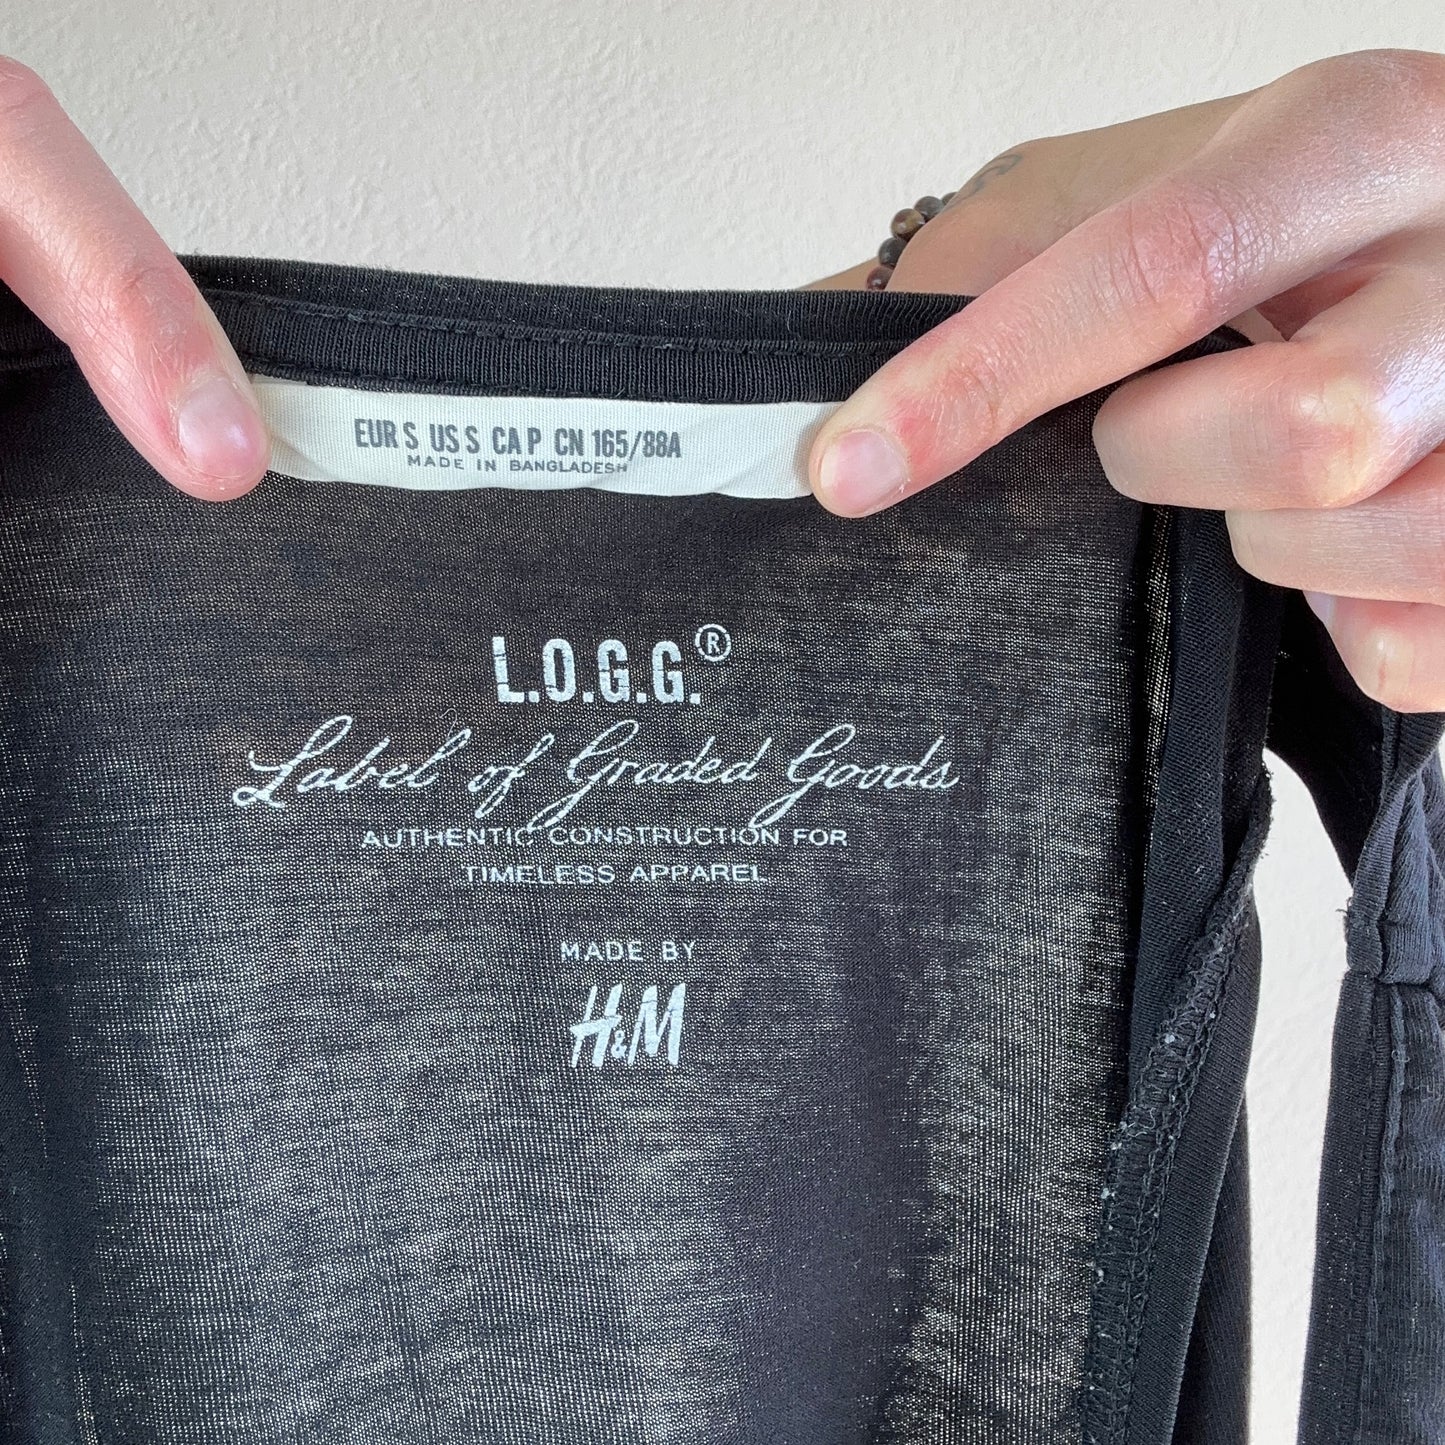 EUR S US S CA P CN 165/88A
MADE IN BANGLADESH
L.O.G.G.®
Label of Graded Goods
AUTHENTIC CONSTRUCTION FOR
TIMELESS APPAREL
MADE BY
H&M